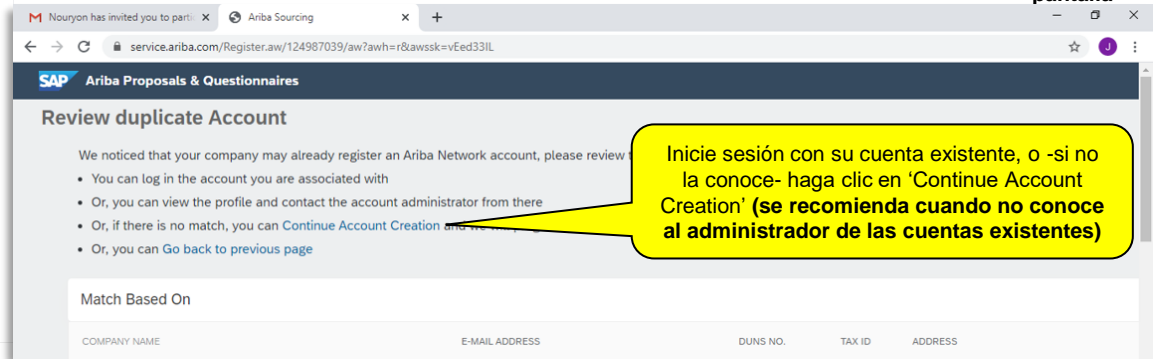 Nouryon has invited you to parti
Ariba Sourcing
service.ariba.com/Register.aw/124987039/aw?awh=r&awssk=vEed33IL
J
SAP Ariba Proposals & Questionnaires
Review duplicate Account
We noticed that your company may already register an Ariba Network account, please review
• You can log in the account you are associated with
• Or, you can view the profile and contact the account administrator from there
• Or, if there is no match, you can Continue Account Creation and we
• Or, you can Go back to previous page
Inicie sesión con su cuenta existente, o -si no
la conoce- haga clic en ‘Continue Account
Creation’ (se recomienda cuando no conoce
al administrador de las cuentas existentes)
Match Based On
COMPANY NAME E-MAIL ADDRESS DUNS NO. TAX ID ADDRESS